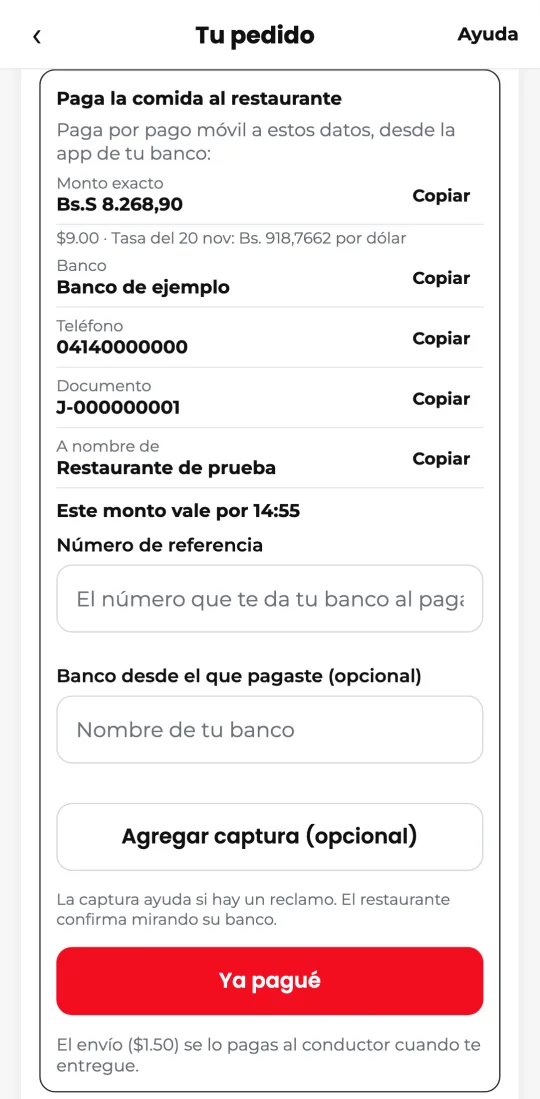 ‹ Tu pedido Ayuda
Paga la comida al restaurante
Paga por pago móvil a estos datos, desde la
app de tu banco:
Monto exacto
Bs.S 8.268,90 Copiar
$9.00 · Tasa del 20 nov: Bs. 918,7662 por dólar
Banco
Banco de ejemplo Copiar
Teléfono
04140000000 Copiar
Documento
J-000000001 Copiar
A nombre de
Restaurante de prueba Copiar
Este monto vale por 14:55
Número de referencia
El número que te da tu banco al paga
Banco desde el que pagaste (opcional)
Nombre de tu banco
Agregar captura (opcional)
La captura ayuda si hay un reclamo. El restaurante
confirma mirando su banco.
Ya pagué
El envío ($1.50) se lo pagas al conductor cuando te
entregue.